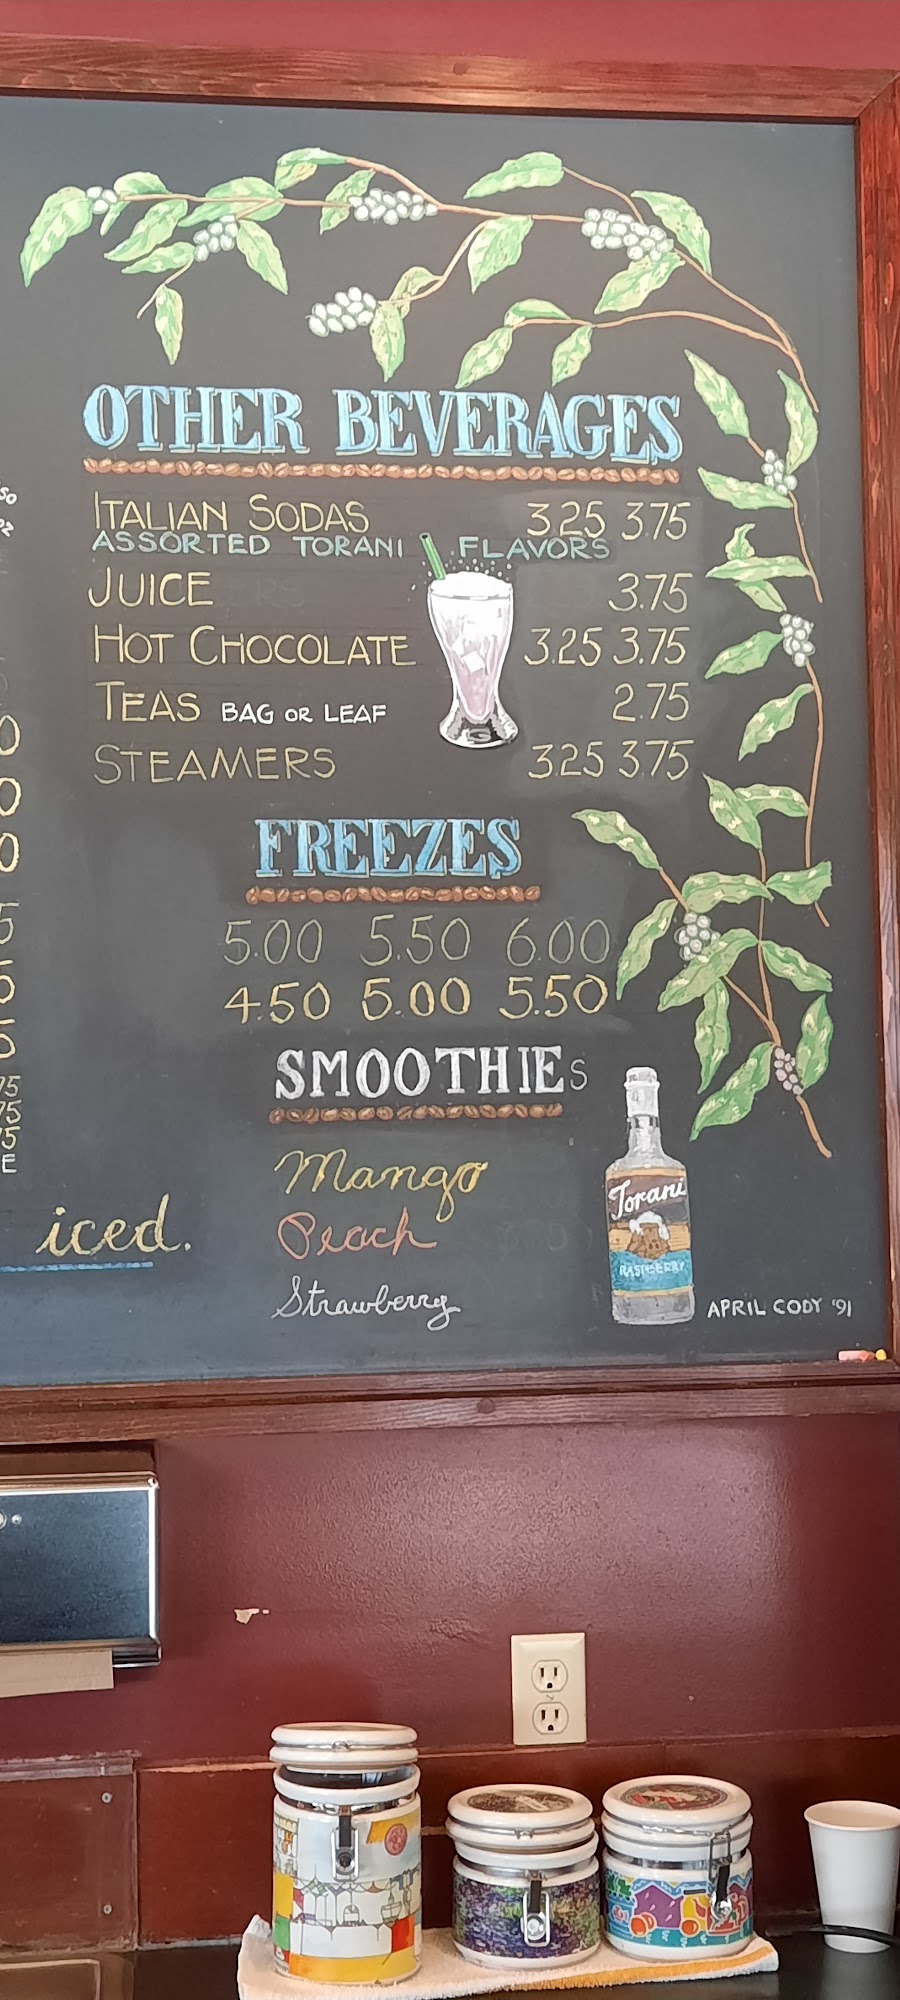 OTHER BEVERAGES
ITALIAN SODAS 3.25 3.75
ASSORTED TORANI FLAVORS
JUICE 3.75
HOT CHOCOLATE 3.25 3.75
TEAS BAG OR LEAF 2.75
STEAMERS 3.25 3.75
FREEZES
5.00 5.50 6.00
4.50 5.00 5.50
SMOOTHIES
Mango
Peach
Strawberry
iced.
Torani
RASPBERRY
APRIL CODY '91